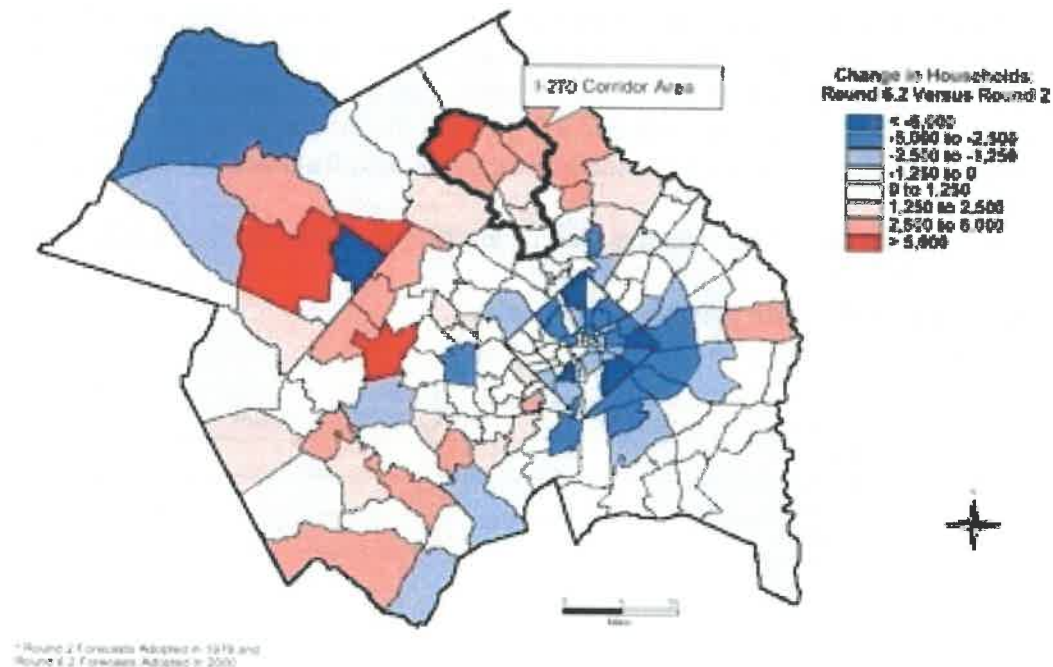 I-270 Corridor Area
Change in Households:
Round 6.2 Versus Round 2
< -5,000
-5,000 to -2,500
-2,500 to -1,250
-1,250 to 0
0 to 1,250
1,250 to 2,500
2,500 to 5,000
> 5,000
Miles
* Round 2 Forecasts Adopted in 1979 and
Round 6.2 Forecasts Adopted in 2000